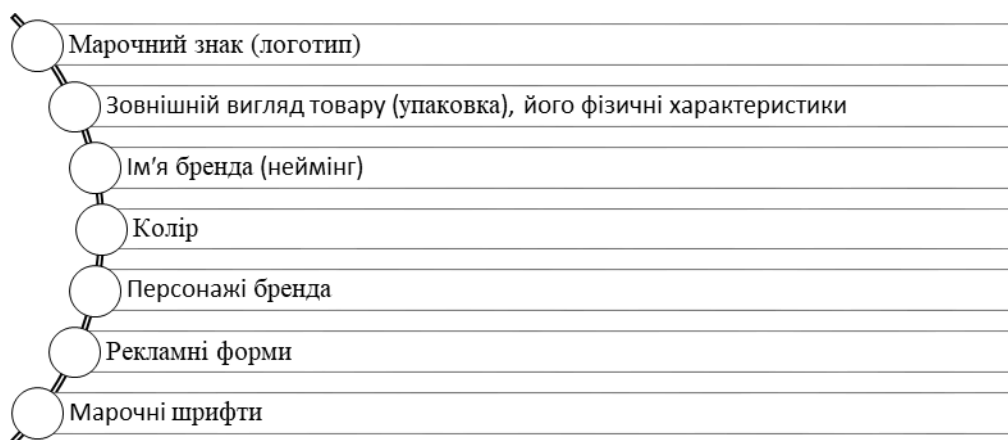 Марочний знак (логотип)
Зовнішній вигляд товару (упаковка), його фізичні характеристики
Ім'я бренда (неймінг)
Колір
Персонажі бренда
Рекламні форми
Марочні шрифти